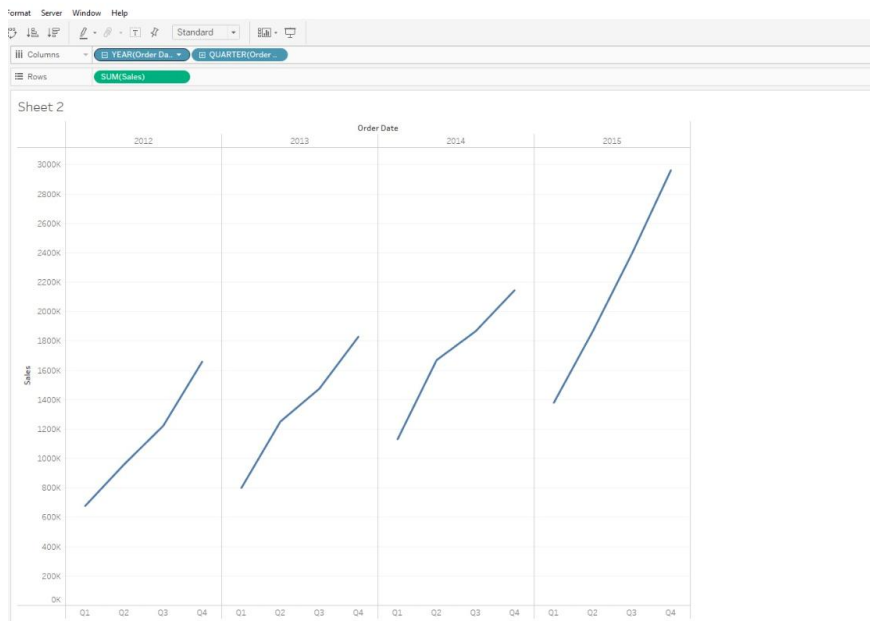 Format Server Window Help
Standard
Columns YEAR(Order Da.. QUARTER(Order ..
Rows SUM(Sales)
Sheet 2
Order Date
2012 2013 2014 2015
3000K
2800K
2600K
2400K
2200K
2000K
1800K
1600K
1400K
1200K
1000K
800K
600K
400K
200K
0K
Sales
Q1 Q2 Q3 Q4 Q1 Q2 Q3 Q4 Q1 Q2 Q3 Q4 Q1 Q2 Q3 Q4